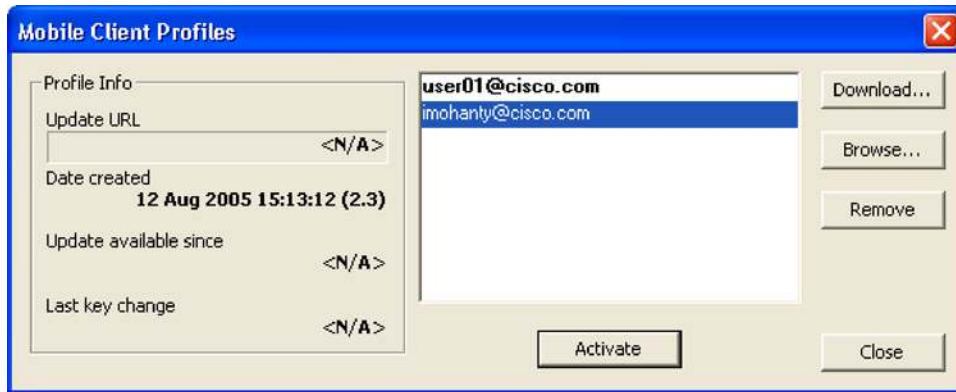 Mobile Client Profiles
Profile Info
Update URL
<N/A>
Date created
12 Aug 2005 15:13:12 (2.3)
Update available since
<N/A>
Last key change
<N/A>
user01@cisco.com
imohanty@cisco.com
Download...
Browse...
Remove
Activate
Close